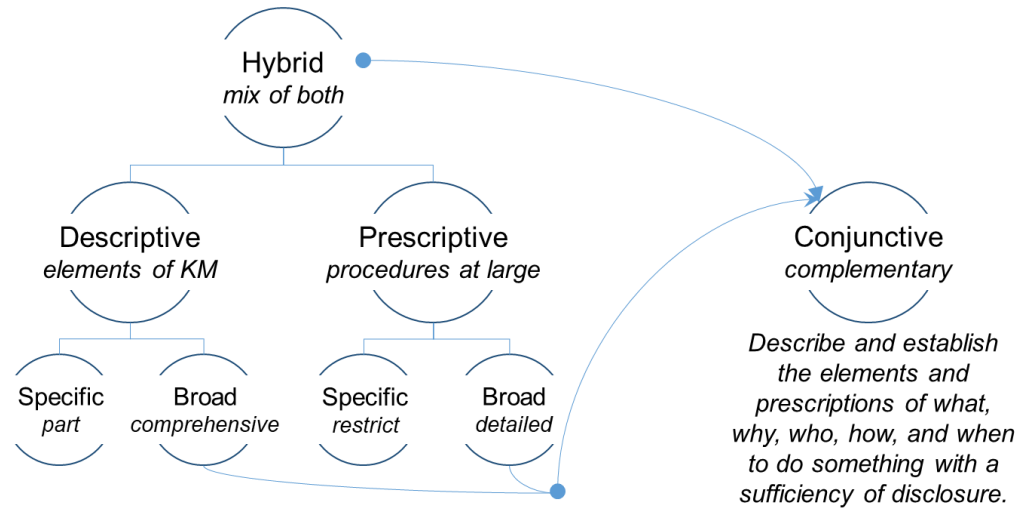 Hybrid
mix of both
Descriptive
elements of KM
Prescriptive
procedures at large
Conjunctive
complementary
Specific
part
Broad
comprehensive
Specific
restrict
Broad
detailed
Describe and establish
the elements and
prescriptions of what,
why, who, how, and when
to do something with a
sufficiency of disclosure.